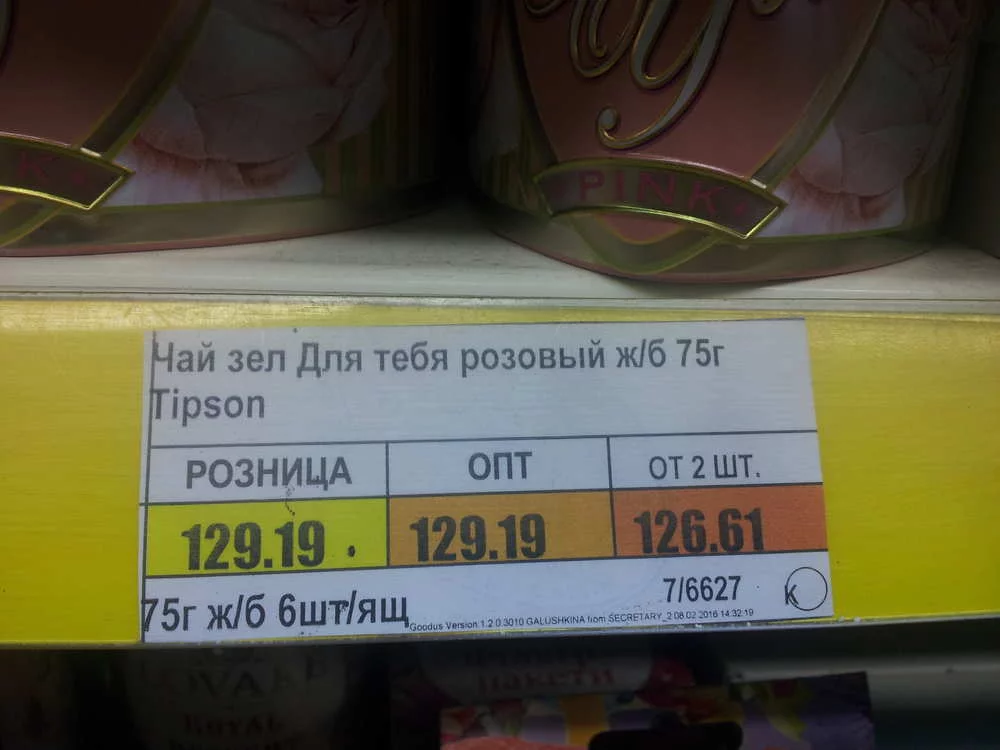 PINK
Чай зел Для тебя розовый ж/б 75г
Tipson
РОЗНИЦА ОПТ ОТ 2 ШТ.
129.19 129.19 126.61
75г ж/б 6шт/ящ 7/6627 К
Goodus Version 1.2.0.3010 GALUSHKINA from SECRETARY_2 08.02.2016 14:32:19